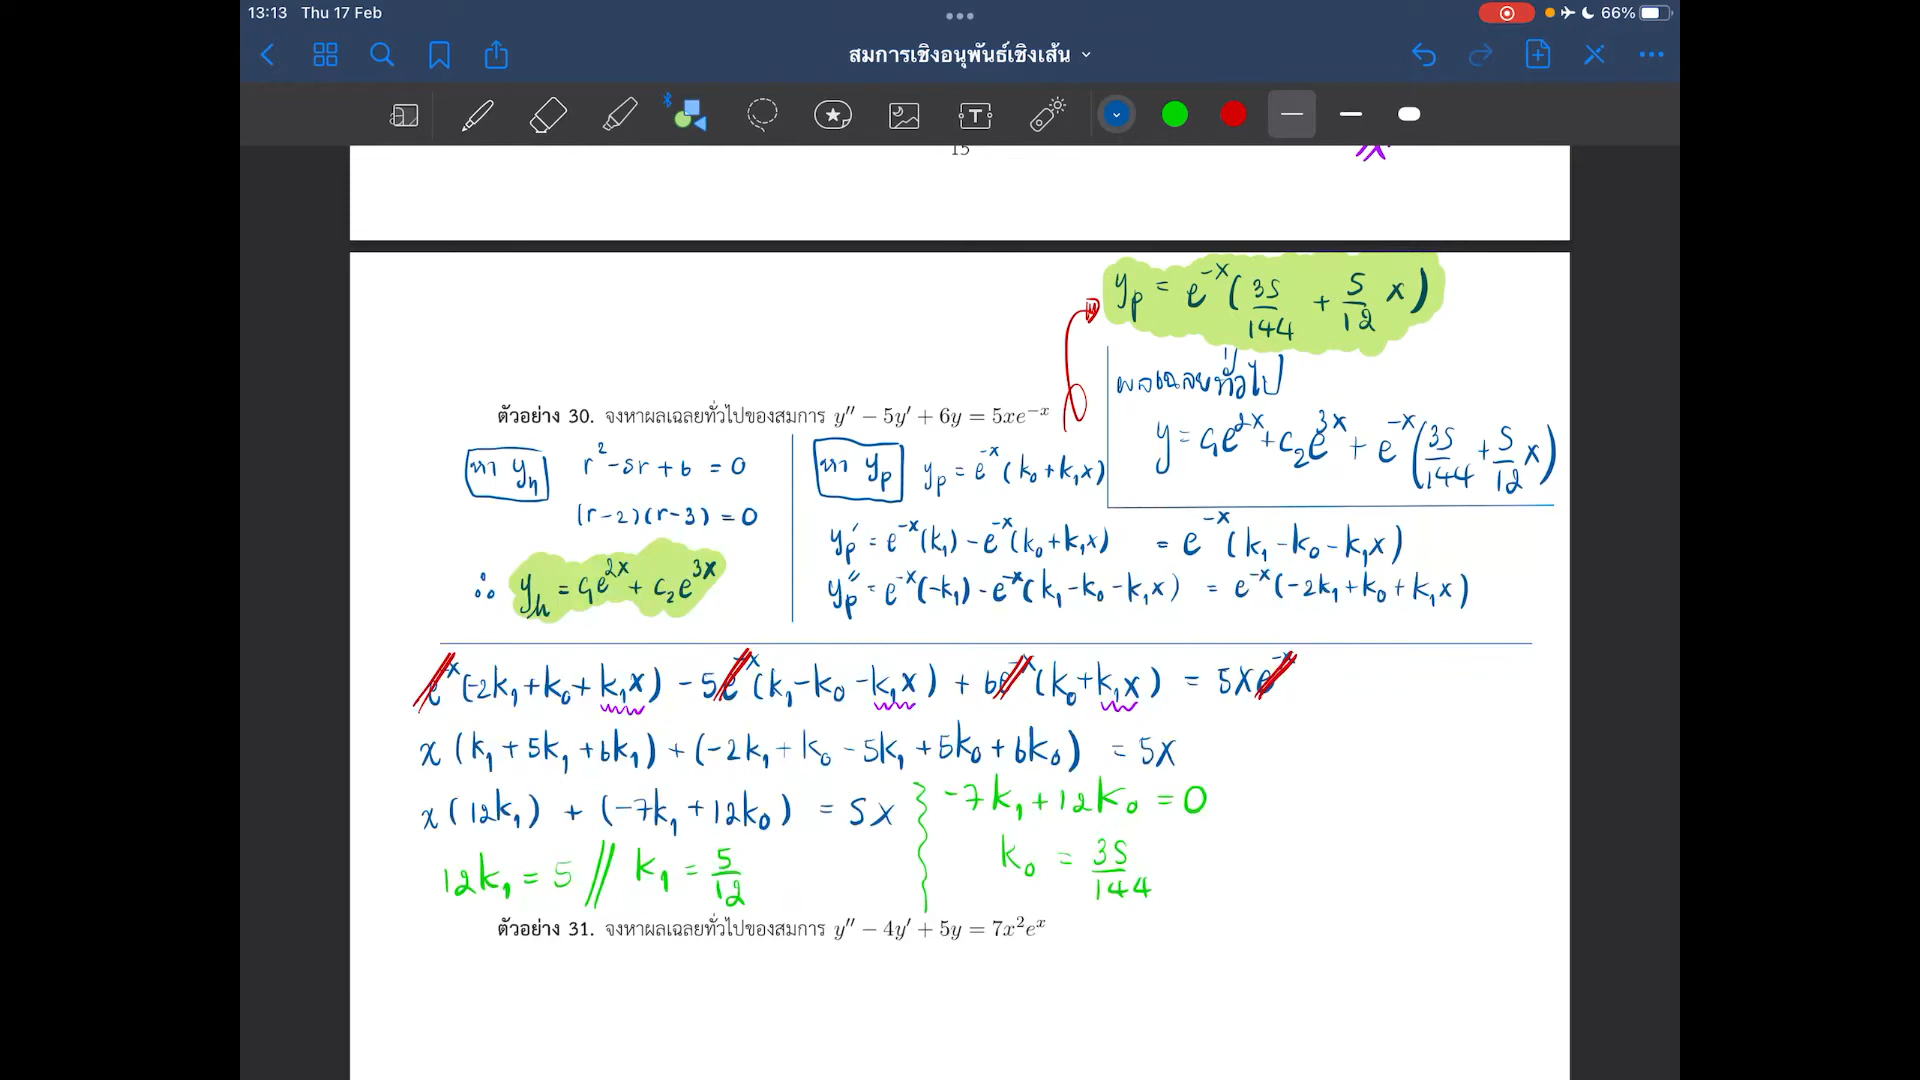 13:13 Thu 17 Feb
66%
สมการเชิงอนุพันธ์เชิงเส้น
15
yp = e^-x (35/144 + 5/12 x)
ผลเฉลยทั่วไป
y = c₁e^2x + c₂e^3x + e^-x (35/144 + 5/12 x)
ตัวอย่าง 30. จงหาผลเฉลยทั่วไปของสมการ y″ − 5y′ + 6y = 5xe^−x
หา yh r² - 5r + 6 = 0
(r-2)(r-3) = 0
∴ yh = c₁e^2x + c₂e^3x
หา yp yp = e^-x (k₀ + k₁x)
yp′ = e^-x (k₁) - e^-x (k₀ + k₁x) = e^-x (k₁ - k₀ - k₁x)
yp″ = e^-x (-k₁) - e^-x (k₁ - k₀ - k₁x) = e^-x (-2k₁ + k₀ + k₁x)
e^-x (-2k₁ + k₀ + k₁x) - 5e^-x (k₁ - k₀ - k₁x) + 6e^-x (k₀ + k₁x) = 5xe^-x
x (k₁ + 5k₁ + 6k₁) + (-2k₁ + k₀ - 5k₁ + 5k₀ + 6k₀) = 5x
x (12k₁) + (-7k₁ + 12k₀) = 5x
12k₁ = 5 // k₁ = 5/12
-7k₁ + 12k₀ = 0
k₀ = 35/144
ตัวอย่าง 31. จงหาผลเฉลยทั่วไปของสมการ y″ − 4y′ + 5y = 7x²e^x